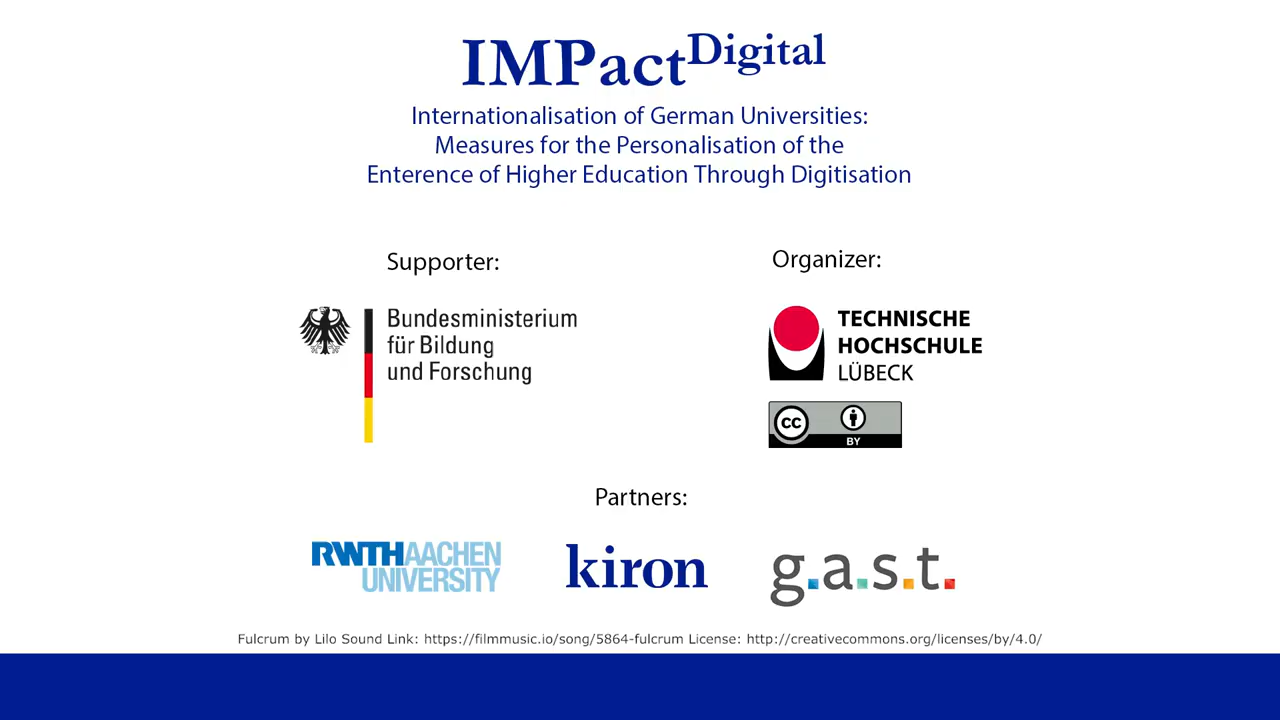 IMPactDigital
Internationalisation of German Universities:
Measures for the Personalisation of the
Enterence of Higher Education Through Digitisation
Supporter:
Bundesministerium
für Bildung
und Forschung
Organizer:
TECHNISCHE
HOCHSCHULE
LÜBECK
cc
BY
Partners:
RWTHAACHEN
UNIVERSITY
kiron
g.a.s.t.
Fulcrum by Lilo Sound Link: https://filmmusic.io/song/5864-fulcrum License: http://creativecommons.org/licenses/by/4.0/